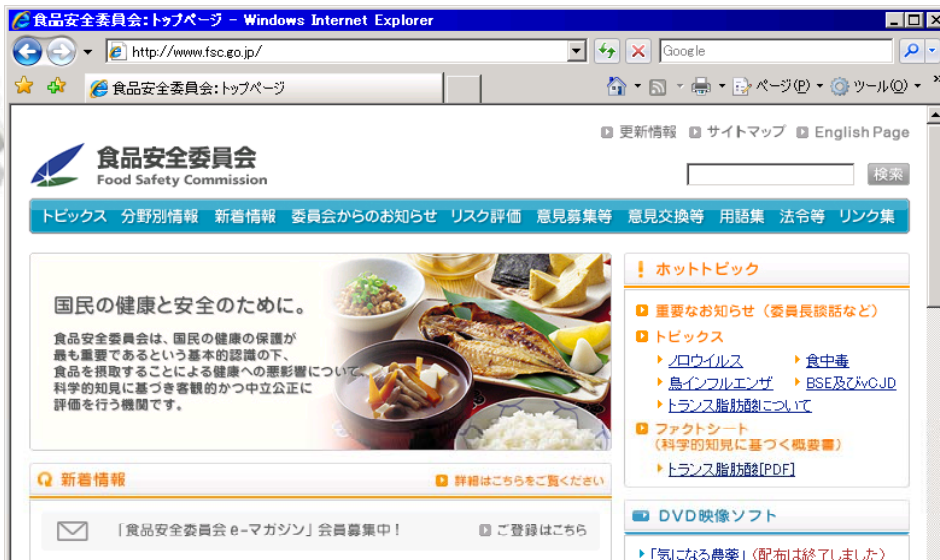 食品安全委員会:トップページ - Windows Internet Explorer
http://www.fsc.go.jp/
Google
食品安全委員会:トップページ
ページ(P)
ツール(O)
»
更新情報 サイトマップ English Page
食品安全委員会
Food Safety Commission
検索
トピックス 分野別情報 新着情報 委員会からのお知らせ リスク評価 意見募集等 意見交換等 用語集 法令等 リンク集
国民の健康と安全のために。
食品安全委員会は、国民の健康の保護が
最も重要であるという基本的認識の下、
食品を摂取することによる健康への悪影響について、
科学的知見に基づき客観的かつ中立公正に
評価を行う機関です。
ホットトピック
重要なお知らせ(委員長談話など)
トピックス
ノロウイルス 食中毒
鳥インフルエンザ BSE及びvCJD
トランス脂肪酸について
ファクトシート
(科学的知見に基づく概要書)
トランス脂肪酸[PDF]
新着情報
詳細はこちらをご覧ください
「食品安全委員会 e-マガジン」会員募集中!
ご登録はこちら
DVD映像ソフト
「気になる農薬」(配布は終了しました)